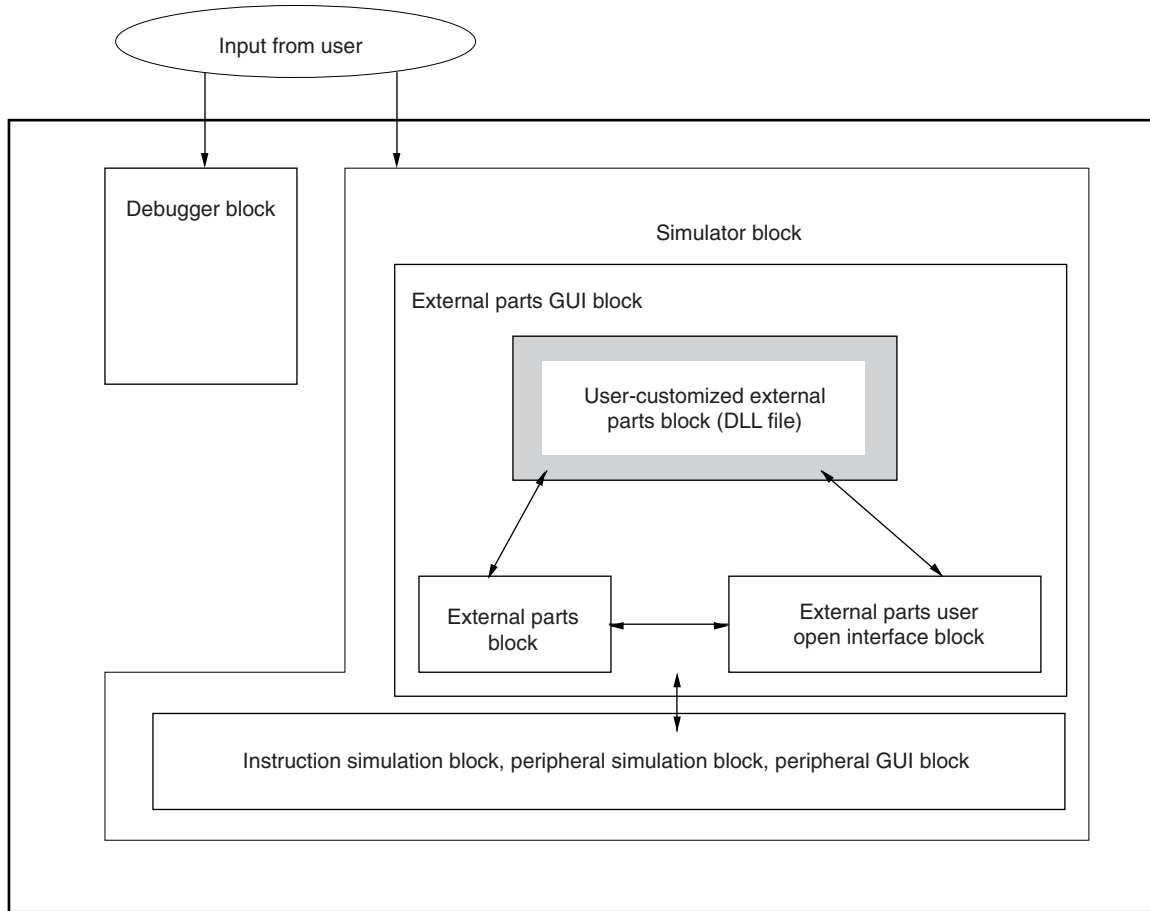 Input from user
Debugger block
Simulator block
External parts GUI block
User-customized external
parts block (DLL file)
External parts
block
External parts user
open interface block
Instruction simulation block, peripheral simulation block, peripheral GUI block